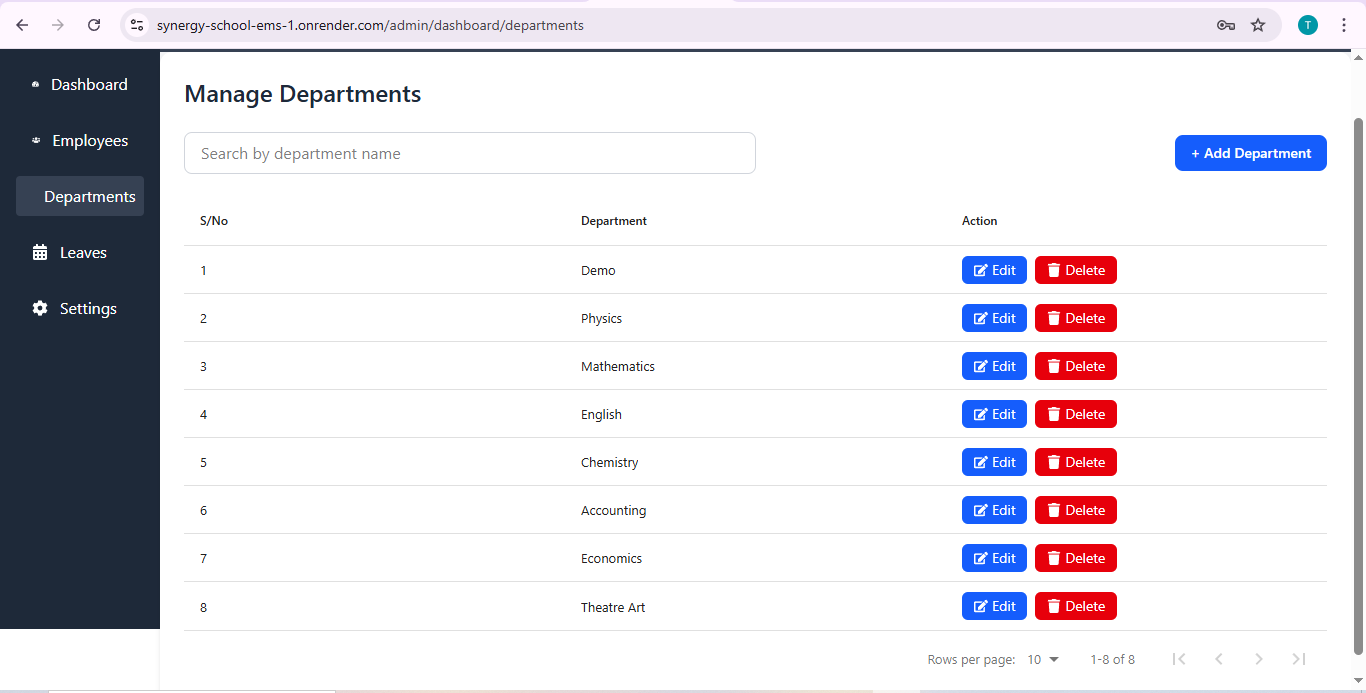 synergy-school-ems-1.onrender.com/admin/dashboard/departments
T
Dashboard
Employees
Departments
Leaves
Settings
Manage Departments
Search by department name
+ Add Department
S/No Department Action
1 Demo Edit Delete
2 Physics Edit Delete
3 Mathematics Edit Delete
4 English Edit Delete
5 Chemistry Edit Delete
6 Accounting Edit Delete
7 Economics Edit Delete
8 Theatre Art Edit Delete
Rows per page: 10 1-8 of 8